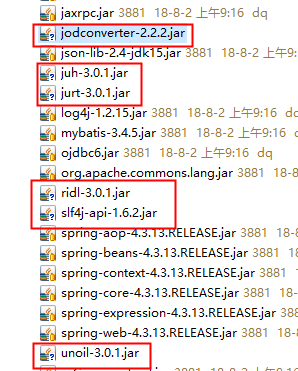 jaxrpc.jar 3881 18-8-2 上午9:16 dq
jodconverter-2.2.2.jar
json-lib-2.4-jdk15.jar 3881 18-8-2 上午9:
juh-3.0.1.jar
jurt-3.0.1.jar
log4j-1.2.15.jar 3881 18-8-2 上午9:16 d
mybatis-3.4.5.jar 3881 18-8-2 上午9:16
ojdbc6.jar 3881 18-8-2 上午9:16 dq
org.apache.commons.lang.jar 3881 18-8-
ridl-3.0.1.jar
slf4j-api-1.6.2.jar
spring-aop-4.3.13.RELEASE.jar 3881 18-
spring-beans-4.3.13.RELEASE.jar 3881 1
spring-context-4.3.13.RELEASE.jar 3881
spring-core-4.3.13.RELEASE.jar 3881 18
spring-expression-4.3.13.RELEASE.jar 3
spring-web-4.3.13.RELEASE.jar 3881 18-
unoil-3.0.1.jar